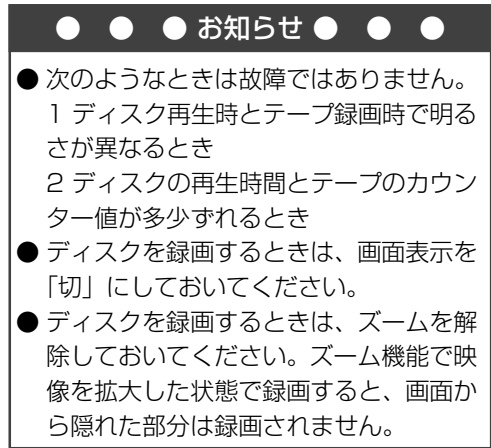 ● ● ● お知らせ ● ● ●
● 次のようなときは故障ではありません。
1 ディスク再生時とテープ録画時で明る
さが異なるとき
2 ディスクの再生時間とテープのカウン
ター値が多少ずれるとき
● ディスクを録画するときは、画面表示を
「切」にしておいてください。
● ディスクを録画するときは、ズームを解
除しておいてください。ズーム機能で映
像を拡大した状態で録画すると、画面か
ら隠れた部分は録画されません。